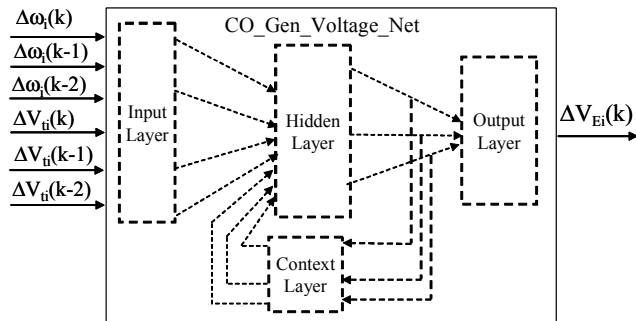 CO_Gen_Voltage_Net
Δωi(k)
Δωi(k-1)
Δωi(k-2)
ΔVti(k)
ΔVti(k-1)
ΔVti(k-2)
Input
Layer
Hidden
Layer
Output
Layer
ΔVEi(k)
Context
Layer